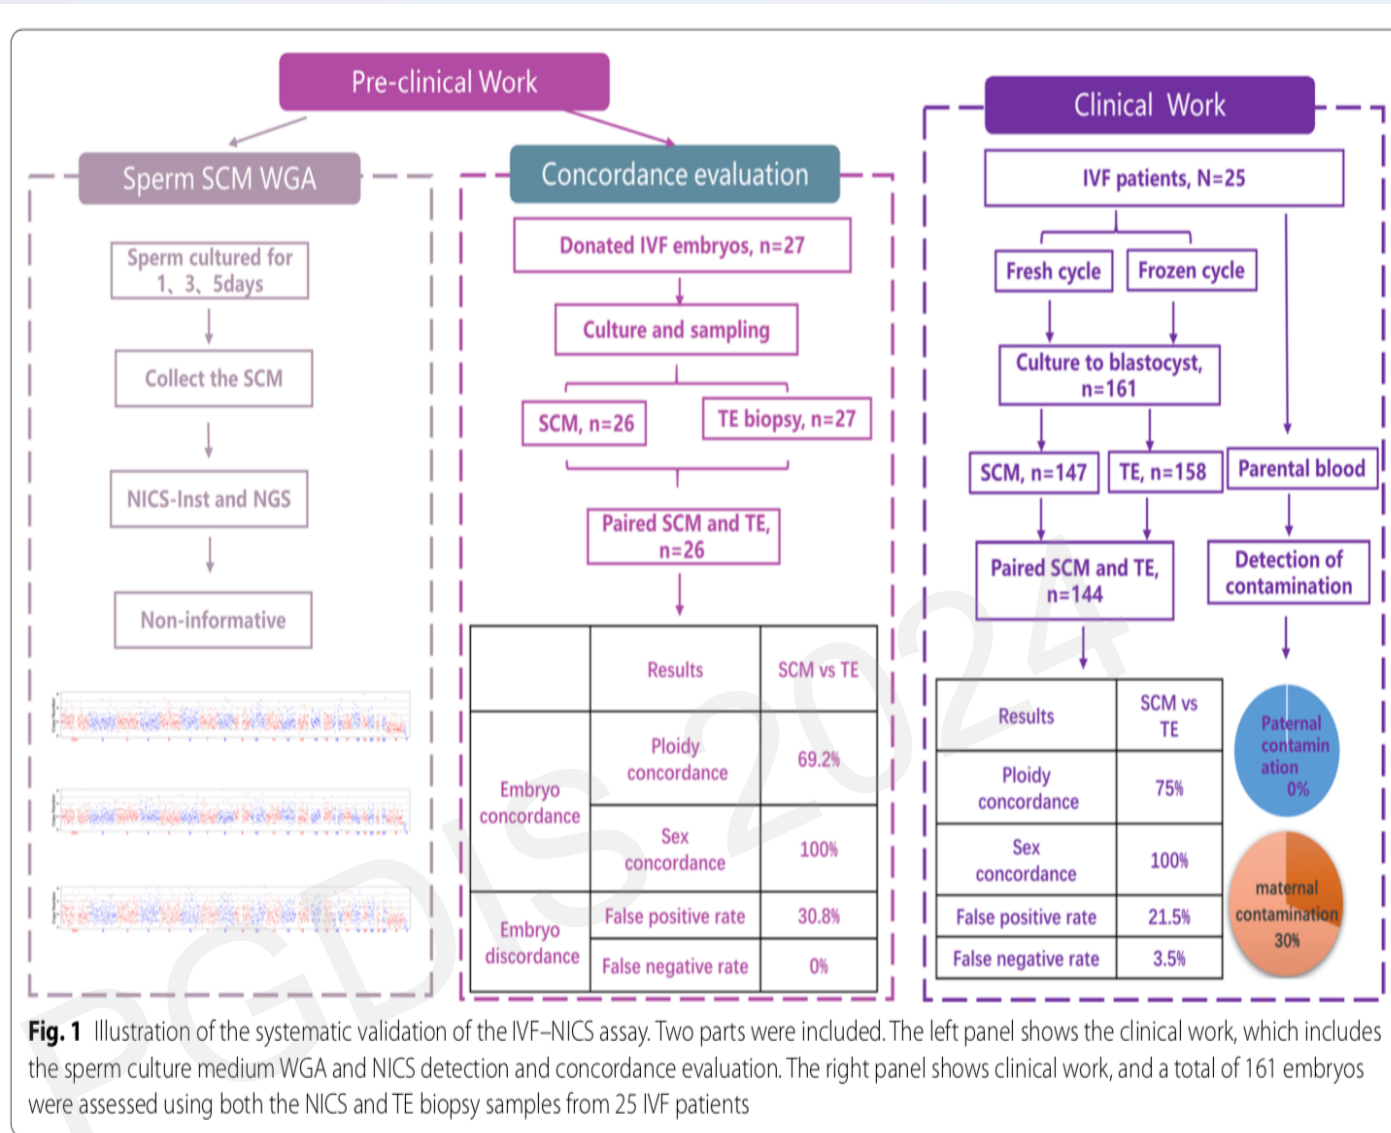 Pre-clinical Work
Sperm SCM WGA
Sperm cultured for
1、3、5days
Collect the SCM
NICS-Inst and NGS
Non-informative
Concordance evaluation
Donated IVF embryos, n=27
Culture and sampling
SCM, n=26
TE biopsy, n=27
Paired SCM and TE,
n=26
Results
SCM vs TE
Embryo
concordance
Ploidy
concordance
69.2%
Sex
concordance
100%
Embryo
discordance
False positive rate
30.8%
False negative rate
0%
Clinical Work
IVF patients, N=25
Fresh cycle
Frozen cycle
Culture to blastocyst,
n=161
SCM, n=147
TE, n=158
Parental blood
Paired SCM and TE,
n=144
Detection of
contamination
Results
SCM vs
TE
Ploidy
concordance
75%
Sex
concordance
100%
False positive rate
21.5%
False negative rate
3.5%
Paternal
contamin
ation
0%
maternal
contamination
30%
PGDIS 2024
Fig. 1 Illustration of the systematic validation of the IVF–NICS assay. Two parts were included. The left panel shows the clinical work, which includes
the sperm culture medium WGA and NICS detection and concordance evaluation. The right panel shows clinical work, and a total of 161 embryos
were assessed using both the NICS and TE biopsy samples from 25 IVF patients